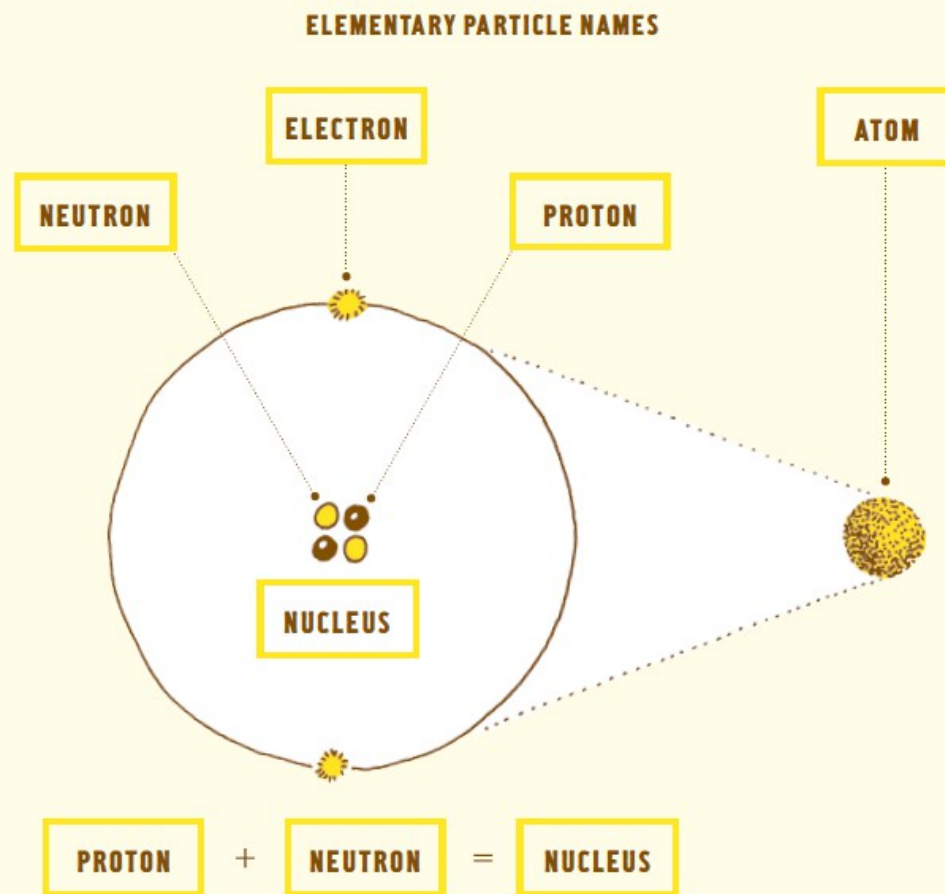 ELEMENTARY PARTICLE NAMES
ELECTRON
ATOM
NEUTRON
PROTON
NUCLEUS
PROTON + NEUTRON = NUCLEUS